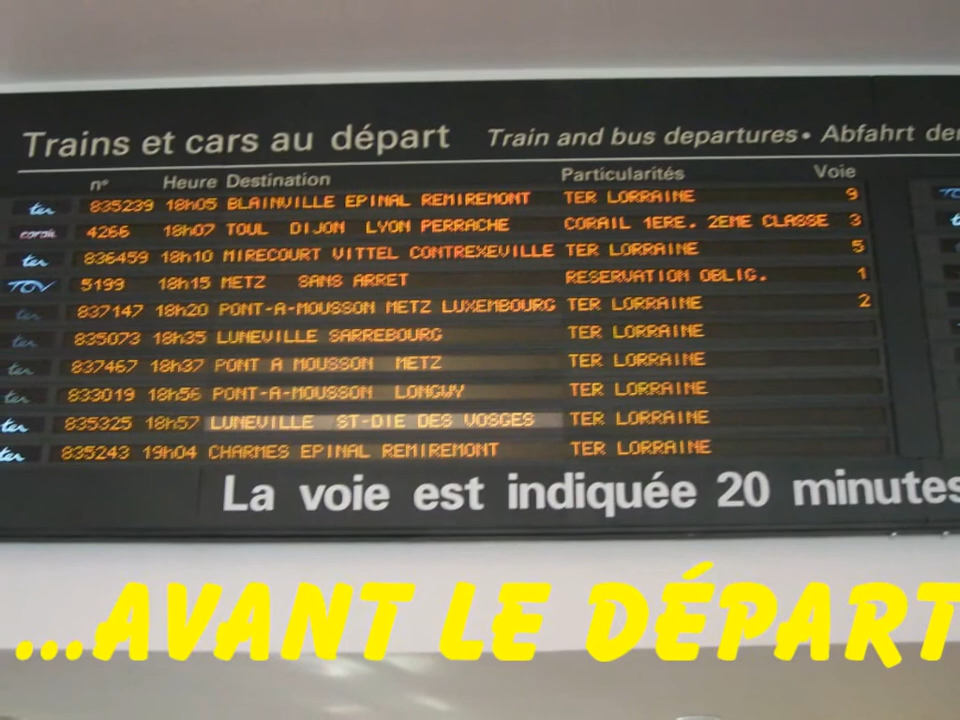 Trains et cars au départ Train and bus departures • Abfahrt der
n° Heure Destination Particularités Voie
ter 835239 18h05 BLAINVILLE EPINAL REMIREMONT TER LORRAINE 9
corail 4266 18h07 TOUL DIJON LYON PERRACHE CORAIL 1ERE. 2EME CLASSE 3
ter 836459 18h10 MIRECOURT VITTEL CONTREXEVILLE TER LORRAINE 5
TGV 5199 18h15 METZ SANS ARRET RESERVATION OBLIG. 1
ter 837147 18h20 PONT-A-MOUSSON METZ LUXEMBOURG TER LORRAINE 2
ter 835073 18h35 LUNEVILLE SARREBOURG TER LORRAINE
ter 837467 18h37 PONT A MOUSSON METZ TER LORRAINE
ter 833019 18h56 PONT-A-MOUSSON LONGWY TER LORRAINE
ter 835325 18h57 LUNEVILLE ST-DIE DES VOSGES TER LORRAINE
ter 835243 19h04 CHARMES EPINAL REMIREMONT TER LORRAINE
La voie est indiquée 20 minutes
...AVANT LE DÉPART